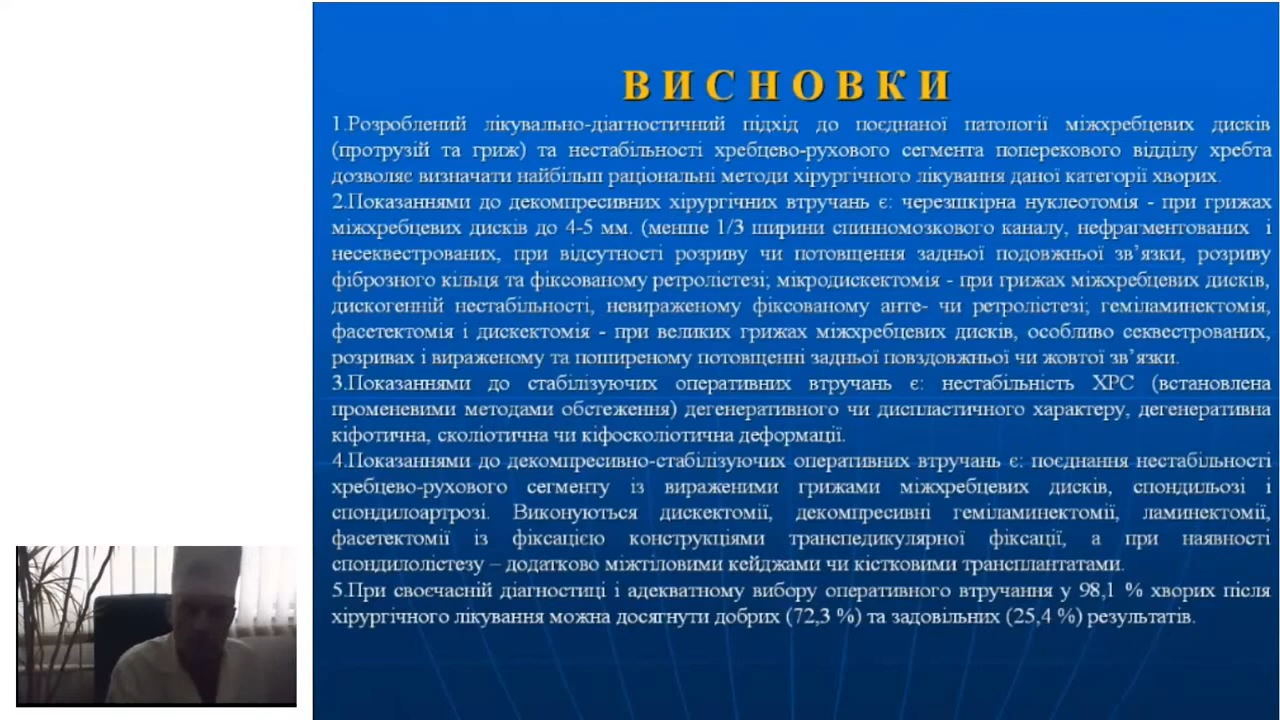 В И С Н О В К И
1.Розроблений лікувально-діагностичний підхід до поєднаної патології міжхребцевих дисків
(протрузій та гриж) та нестабільності хребцево-рухового сегмента поперекового відділу хребта
дозволяє визначати найбільш раціональні методи хірургічного лікування даної категорії хворих.
2.Показаннями до декомпресивних хірургічних втручань є: черезшкірна нуклеотомія - при грижах
міжхребцевих дисків до 4-5 мм. (менше 1/3 ширини спинномозкового каналу, нефрагментованих і
несеквестрованих, при відсутності розриву чи потовщення задньої подовжньої зв’язки, розриву
фіброзного кільця та фіксованому ретролістезі; мікродискектомія - при грижах міжхребцевих дисків,
дискогенній нестабільності, невираженому фіксованому анте- чи ретролістезі; геміламінектомія,
фасетектомія і дискектомія - при великих грижах міжхребцевих дисків, особливо секвестрованих,
розривах і вираженому та поширеному потовщенні задньої повздовжньої чи жовтої зв’язки.
3.Показаннями до стабілізуючих оперативних втручань є: нестабільність ХРС (встановлена
променевими методами обстеження) дегенеративного чи диспластичного характеру, дегенеративна
кіфотична, сколіотична чи кіфосколіотична деформації.
4.Показаннями до декомпресивно-стабілізуючих оперативних втручань є: поєднання нестабільності
хребцево-рухового сегменту із вираженими грижами міжхребцевих дисків, спондильозі і
спондилоартрозі. Виконуються дискектомії, декомпресивні геміламінектомії, ламинектомії,
фасетектомії із фіксацією конструкціями транспедикулярної фіксації, а при наявності
спондилолістезу – додатково міжтіловими кейджами чи кістковими трансплантатами.
5.При своєчасній діагностиці і адекватному вибору оперативного втручання у 98,1 % хворих після
хірургічного лікування можна досягнути добрих (72,3 %) та задовільних (25,4 %) результатів.